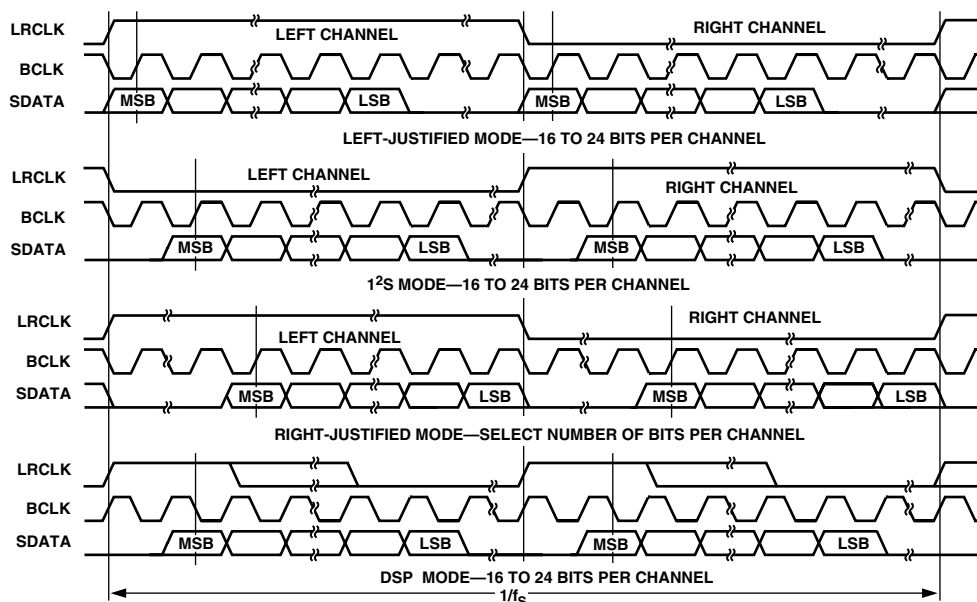 LRCLK
LEFT CHANNEL
RIGHT CHANNEL
BCLK
SDATA
MSB
LSB
MSB
LSB
LEFT-JUSTIFIED MODE—16 TO 24 BITS PER CHANNEL
LRCLK
LEFT CHANNEL
RIGHT CHANNEL
BCLK
SDATA
MSB
LSB
MSB
LSB
1²S MODE—16 TO 24 BITS PER CHANNEL
LRCLK
LEFT CHANNEL
RIGHT CHANNEL
BCLK
SDATA
MSB
LSB
MSB
LSB
RIGHT-JUSTIFIED MODE—SELECT NUMBER OF BITS PER CHANNEL
LRCLK
BCLK
SDATA
MSB
LSB
MSB
LSB
DSP MODE—16 TO 24 BITS PER CHANNEL
1/fS